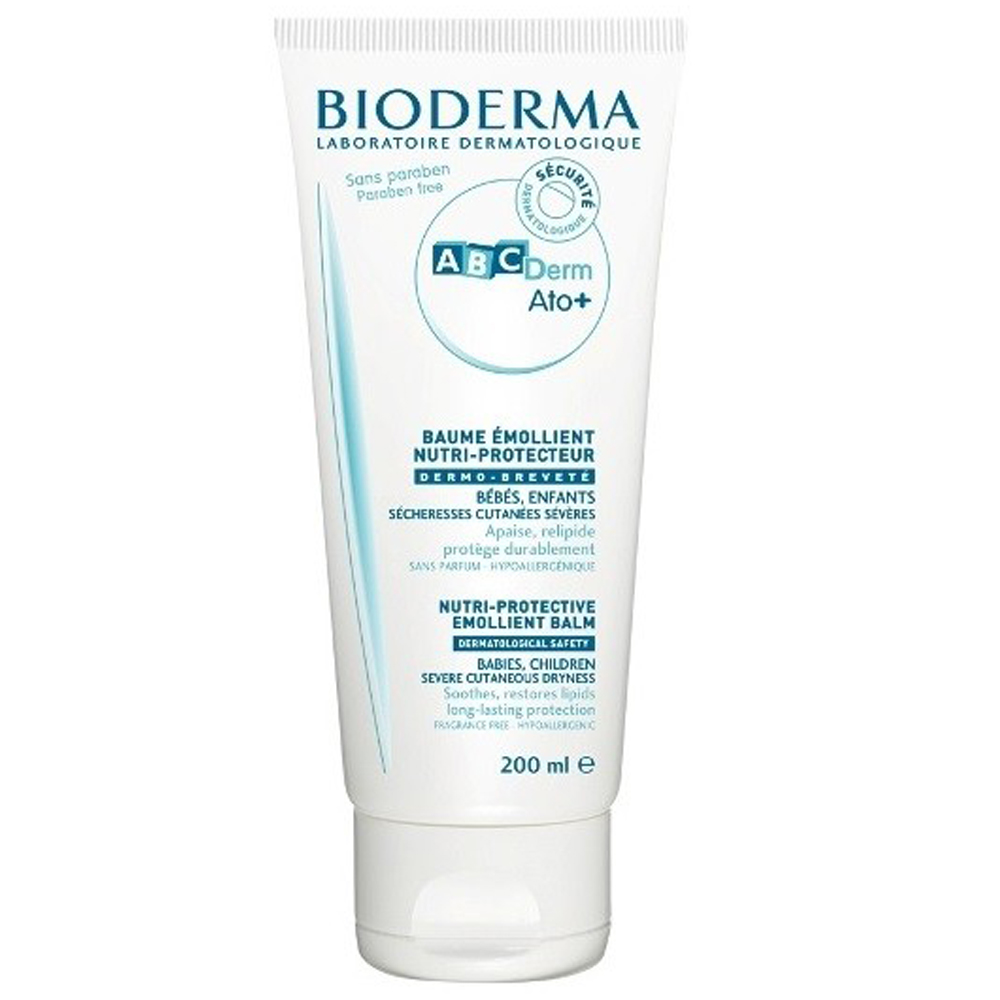 BIODERMA
LABORATOIRE DERMATOLOGIQUE
Sans paraben
Paraben free
SÉCURITÉ
DERMATOLOGIQUE
ABCDerm
Ato+
BAUME ÉMOLLIENT
NUTRI-PROTECTEUR
DERMO-BREVETÉ
BÉBÉS, ENFANTS
SÉCHERESSES CUTANÉES SÉVÈRES
Apaise, relipide
protège durablement
SANS PARFUM - HYPOALLERGÉNIQUE
NUTRI-PROTECTIVE
EMOLLIENT BALM
DERMATOLOGICAL SAFETY
BABIES, CHILDREN
SEVERE CUTANEOUS DRYNESS
Soothes, restores lipids
long-lasting protection
FRAGRANCE FREE - HYPOALLERGENIC
200 ml e